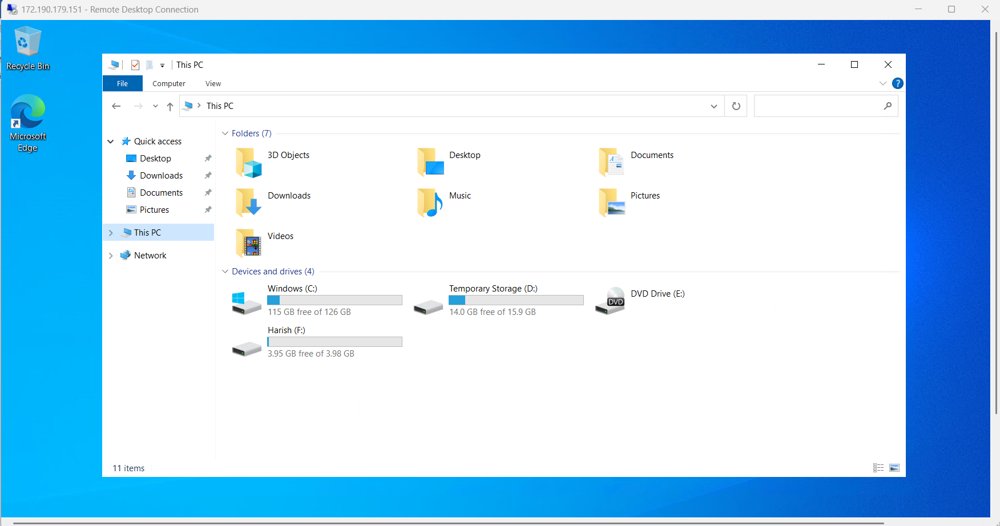 172.190.179.151 - Remote Desktop Connection
Recycle Bin
Microsoft
Edge
This PC
File
Computer
View
?
This PC
Quick access
Desktop
Downloads
Documents
Pictures
This PC
Network
Folders (7)
3D Objects
Desktop
Documents
Downloads
Music
Pictures
Videos
Devices and drives (4)
Windows (C:)
115 GB free of 126 GB
Temporary Storage (D:)
14.0 GB free of 15.9 GB
DVD
DVD Drive (E:)
Harish (F:)
3.95 GB free of 3.98 GB
11 items